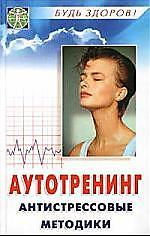 БУДЬ ЗДОРОВ!
АУТОТРЕНИНГ
АНТИСТРЕССОВЫЕ
МЕТОДИКИ